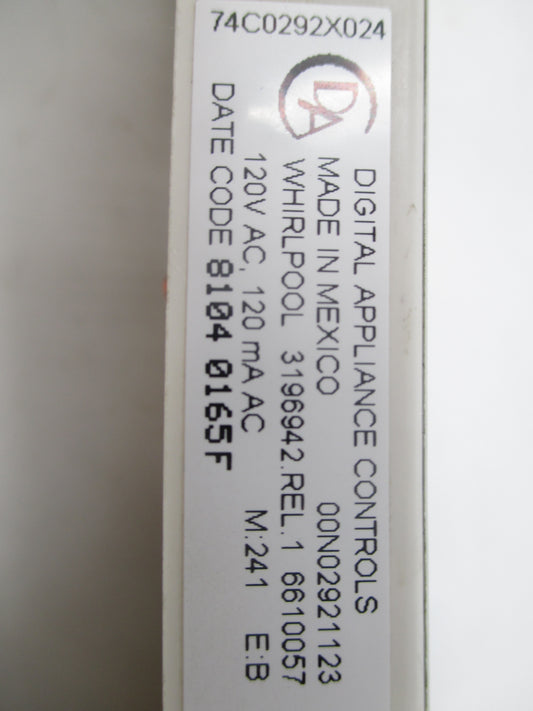 74C0292X024
DA
DIGITAL APPLIANCE CONTROLS
MADE IN MEXICO 00N02921123
WHIRLPOOL 3196942.REL.1 6610057
120V AC, 120 mA AC M:241 E:B
DATE CODE 8104 0165F